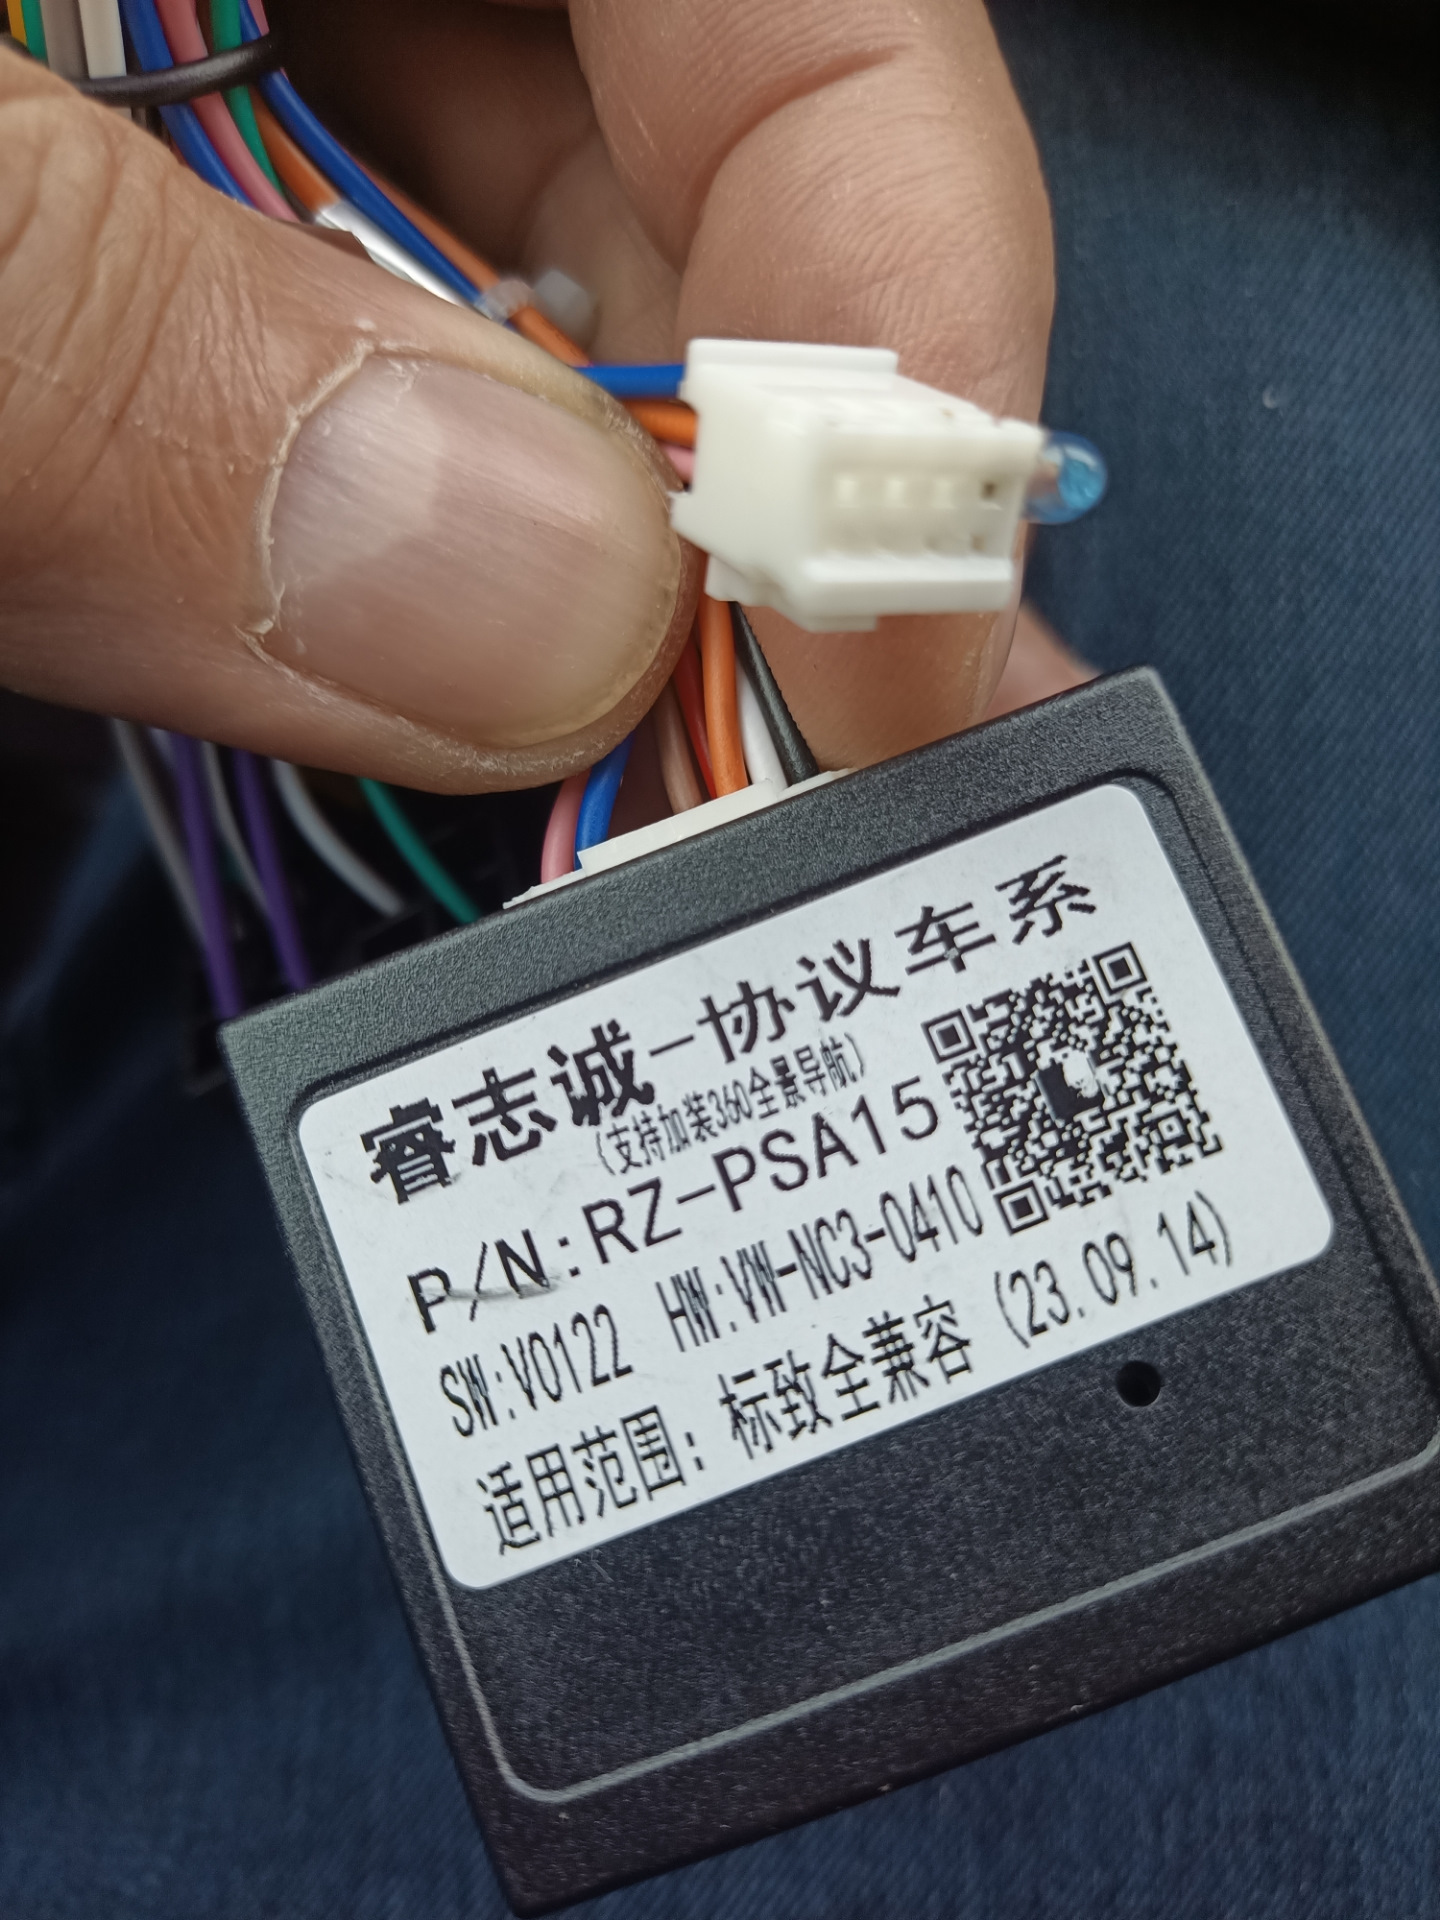 睿志诚-协议车系
(支持加装360全景导航)
P/N:RZ-PSA15
SW:V0122 HW:VW-NC3-0410
适用范围:标致全兼容(23.09.14)